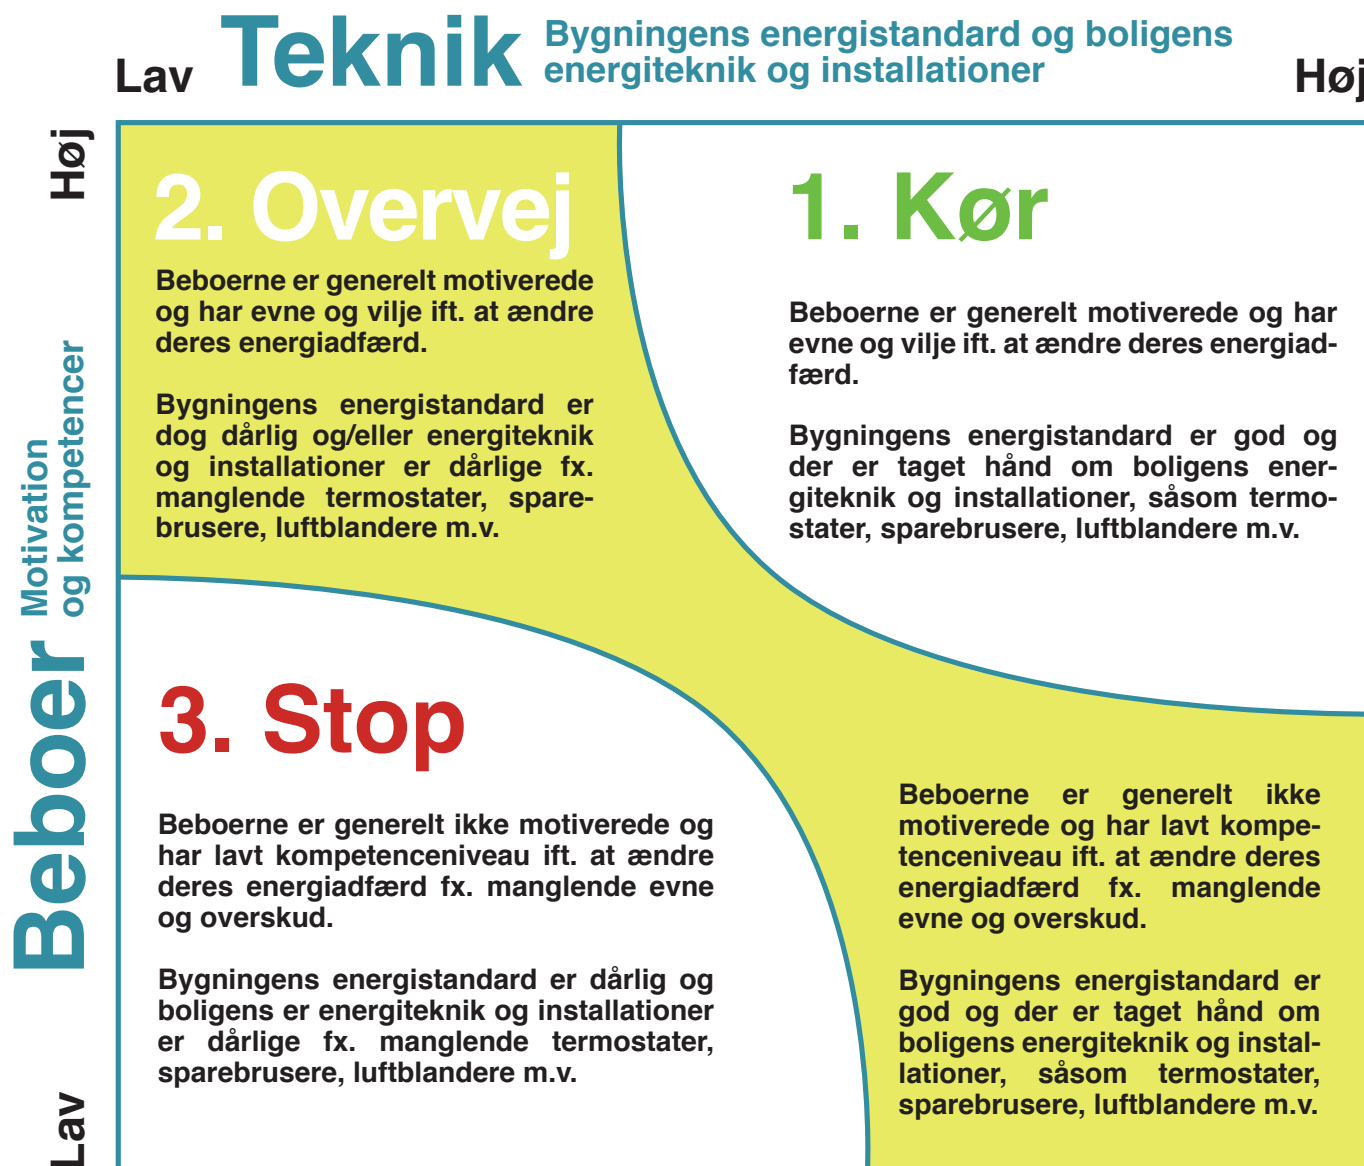 Lav Teknik Bygningens energistandard og boligens
energiteknik og installationer
Høj
Høj
Motivation
og kompetencer
Beboer
Lav
2. Overvej
Beboerne er generelt motiverede
og har evne og vilje ift. at ændre
deres energiadfærd.
Bygningens energistandard er
dog dårlig og/eller energiteknik
og installationer er dårlige fx.
manglende termostater, spare-
brusere, luftblandere m.v.
1. Kør
Beboerne er generelt motiverede og har
evne og vilje ift. at ændre deres energiad-
færd.
Bygningens energistandard er god og
der er taget hånd om boligens ener-
giteknik og installationer, såsom termo-
stater, sparebrusere, luftblandere m.v.
3. Stop
Beboerne er generelt ikke motiverede og
har lavt kompetenceniveau ift. at ændre
deres energiadfærd fx. manglende evne
og overskud.
Bygningens energistandard er dårlig og
boligens er energiteknik og installationer
er dårlige fx. manglende termostater,
sparebrusere, luftblandere m.v.
Beboerne er generelt ikke
motiverede og har lavt kompe-
tenceniveau ift. at ændre deres
energiadfærd fx. manglende
evne og overskud.
Bygningens energistandard er
god og der er taget hånd om
boligens energiteknik og instal-
lationer, såsom termostater,
sparebrusere, luftblandere m.v.